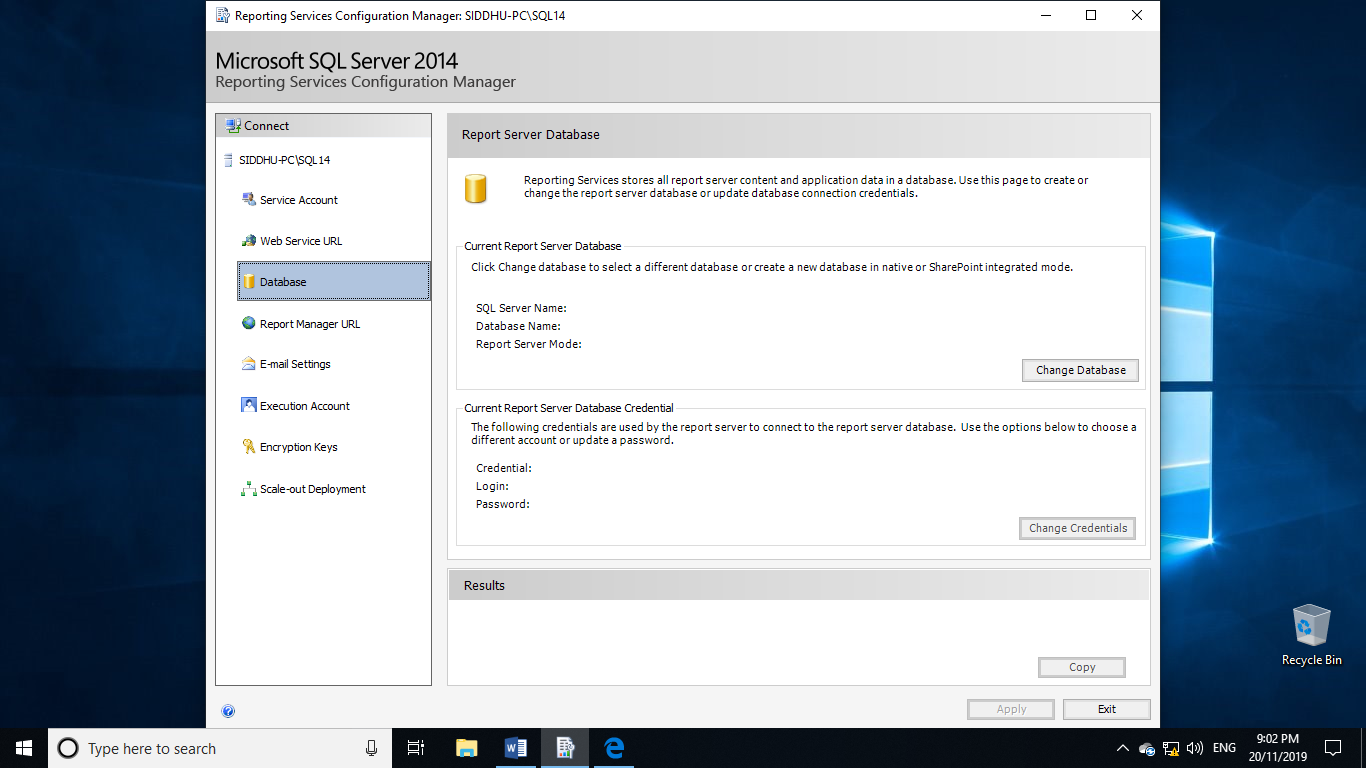 Reporting Services Configuration Manager: SIDDHU-PC\SQL14
Microsoft SQL Server 2014
Reporting Services Configuration Manager
Connect
SIDDHU-PC\SQL14
Service Account
Web Service URL
Database
Report Manager URL
E-mail Settings
Execution Account
Encryption Keys
Scale-out Deployment
Report Server Database
Reporting Services stores all report server content and application data in a database. Use this page to create or
change the report server database or update database connection credentials.
Current Report Server Database
Click Change database to select a different database or create a new database in native or SharePoint integrated mode.
SQL Server Name:
Database Name:
Report Server Mode:
Change Database
Current Report Server Database Credential
The following credentials are used by the report server to connect to the report server database. Use the options below to choose a
different account or update a password.
Credential:
Login:
Password:
Change Credentials
Results
Copy
Apply
Exit
Recycle Bin
Type here to search
ENG
9:02 PM
20/11/2019